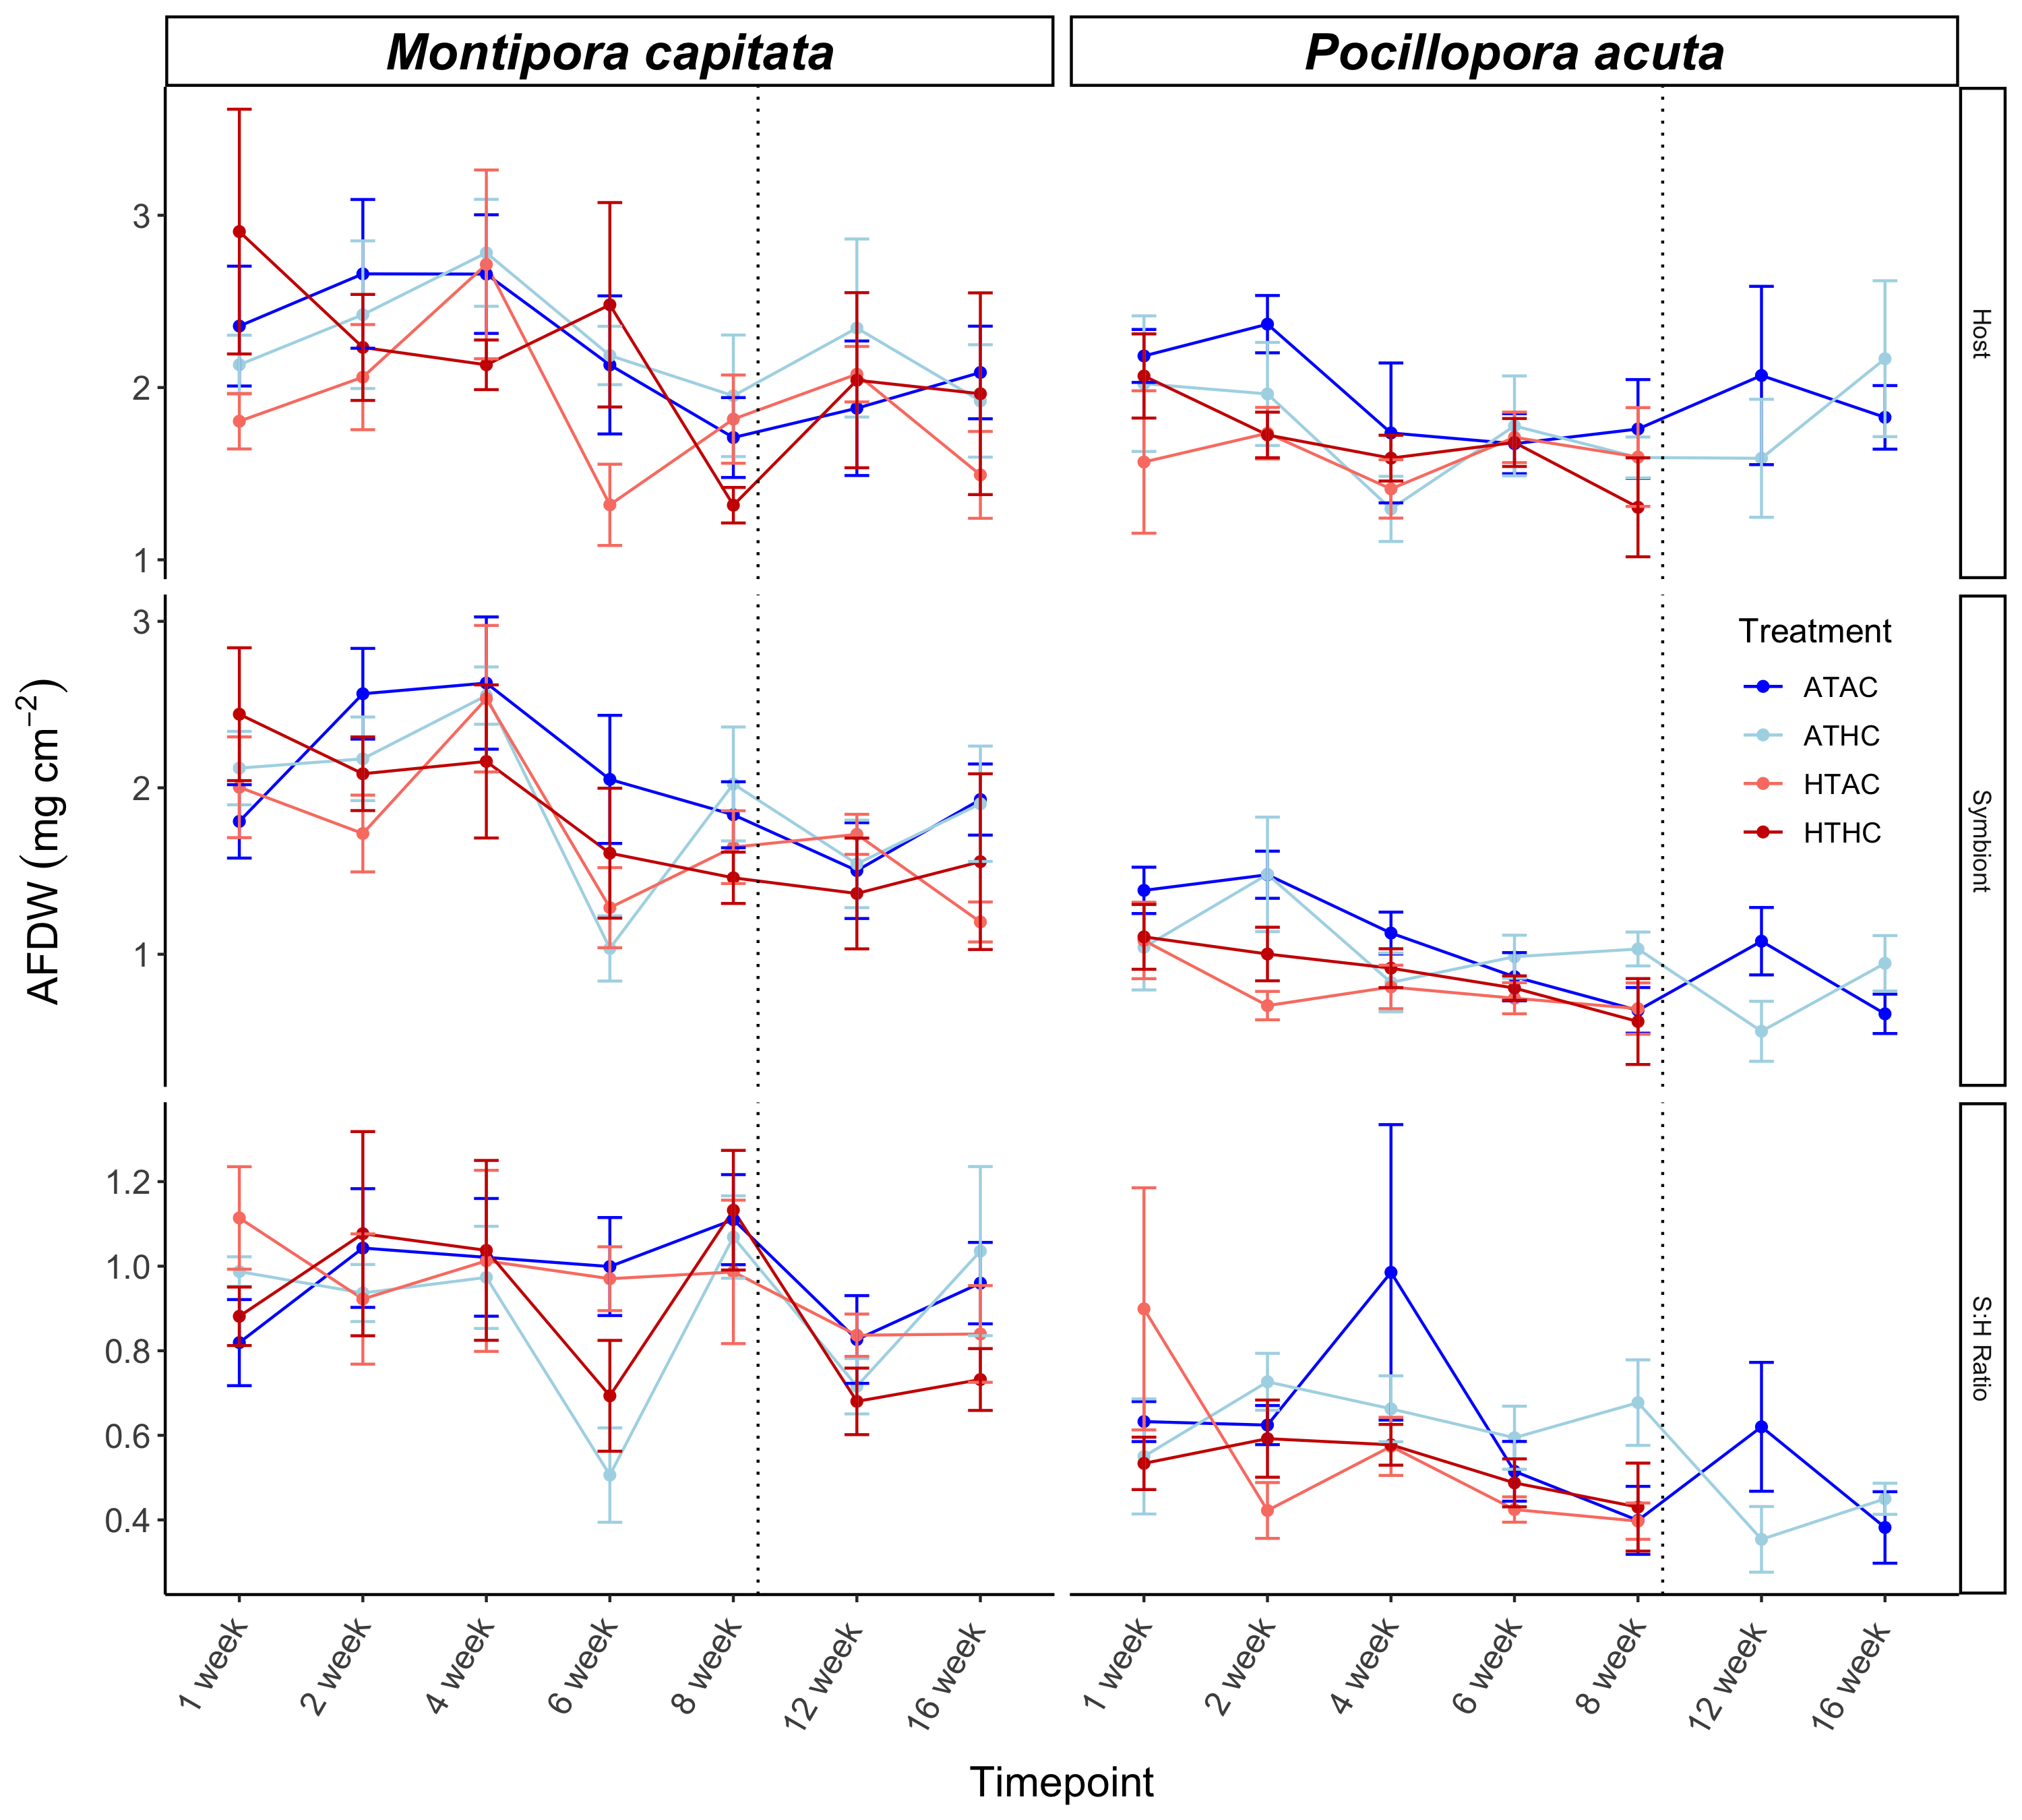 Montipora capitata
Pocillopora acuta
Host
3
2
1
Symbiont
3
2
1
Treatment
ATAC
ATHC
HTAC
HTHC
AFDW (mg cm⁻²)
S:H Ratio
1.2
1.0
0.8
0.6
0.4
1 week
2 week
4 week
6 week
8 week
12 week
16 week
1 week
2 week
4 week
6 week
8 week
12 week
16 week
Timepoint